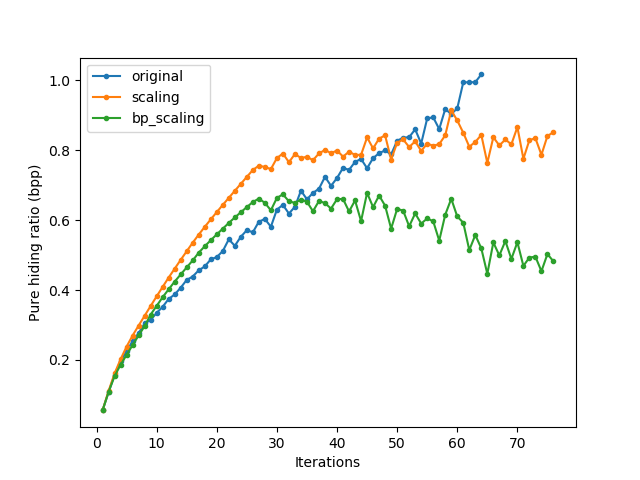 original
scaling
bp_scaling
1.0
0.8
0.6
0.4
0.2
Pure hiding ratio (bpp)
0 10 20 30 40 50 60 70
Iterations